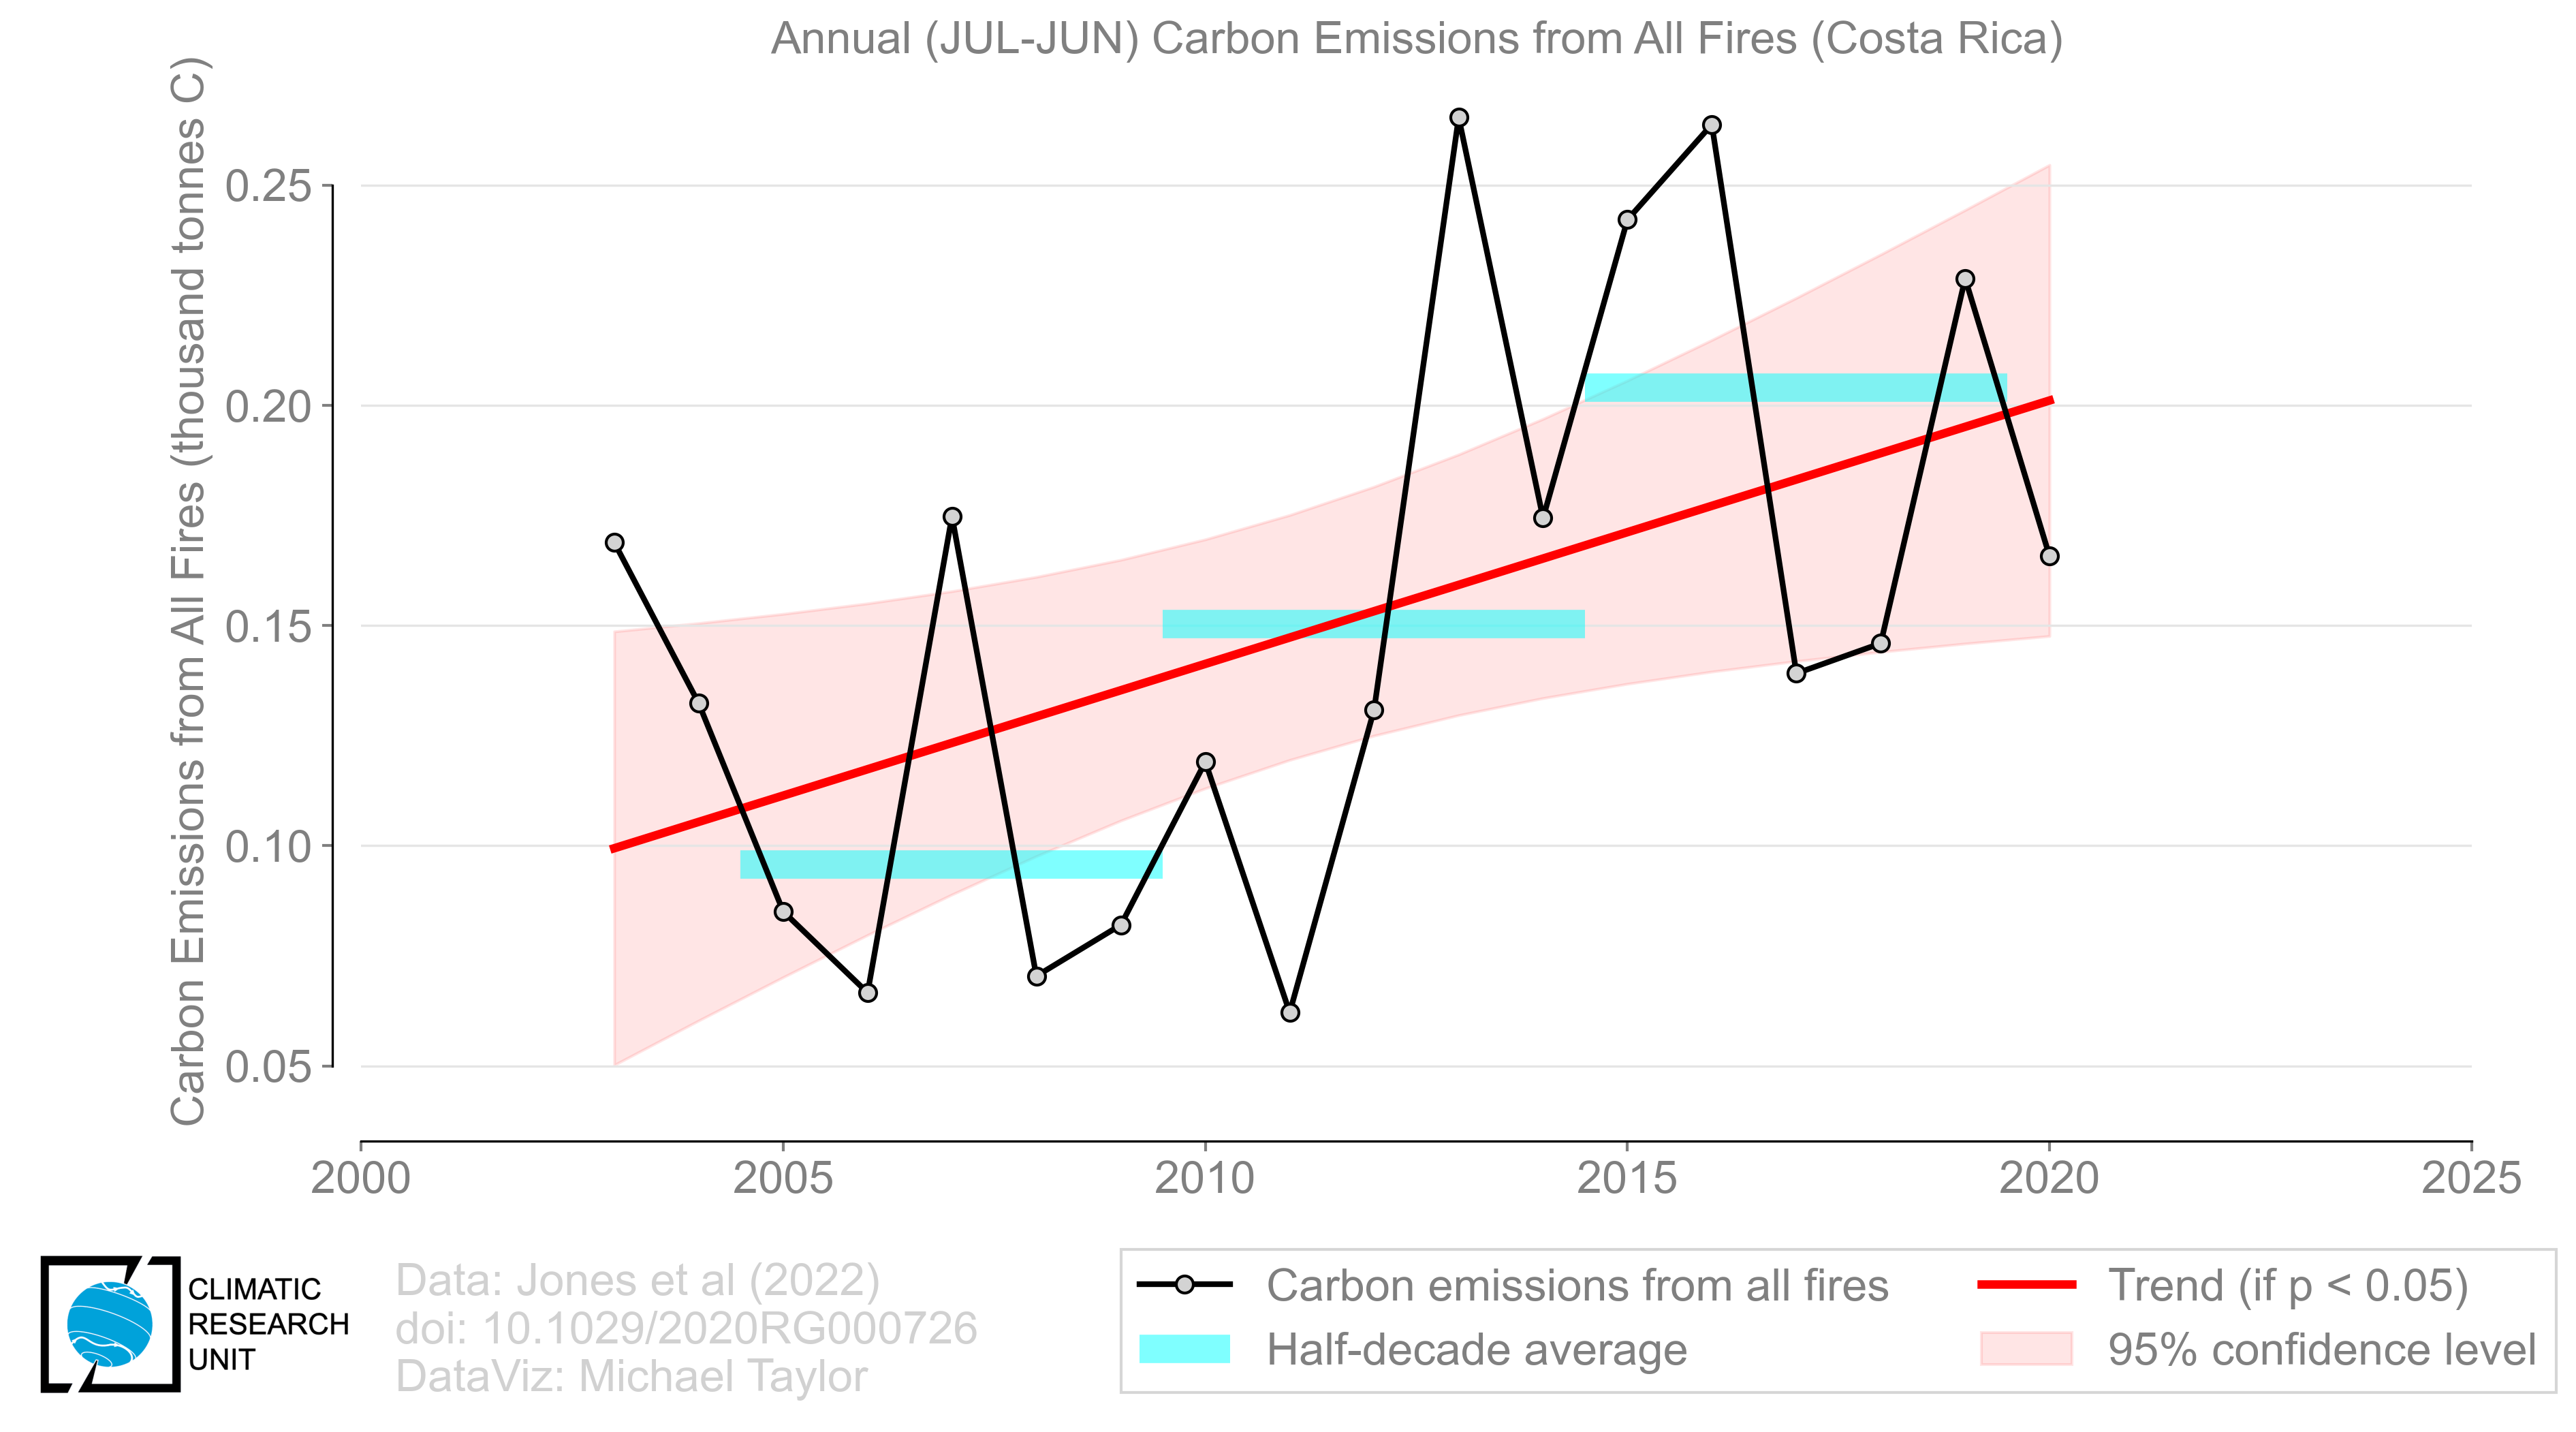 Annual (JUL-JUN) Carbon Emissions from All Fires (Costa Rica)
Carbon Emissions from All Fires (thousand tonnes C)
0.25
0.20
0.15
0.10
0.05
2000 2005 2010 2015 2020 2025
CLIMATIC
RESEARCH
UNIT
Data: Jones et al (2022)
doi: 10.1029/2020RG000726
DataViz: Michael Taylor
Carbon emissions from all fires
Half-decade average
Trend (if p < 0.05)
95% confidence level